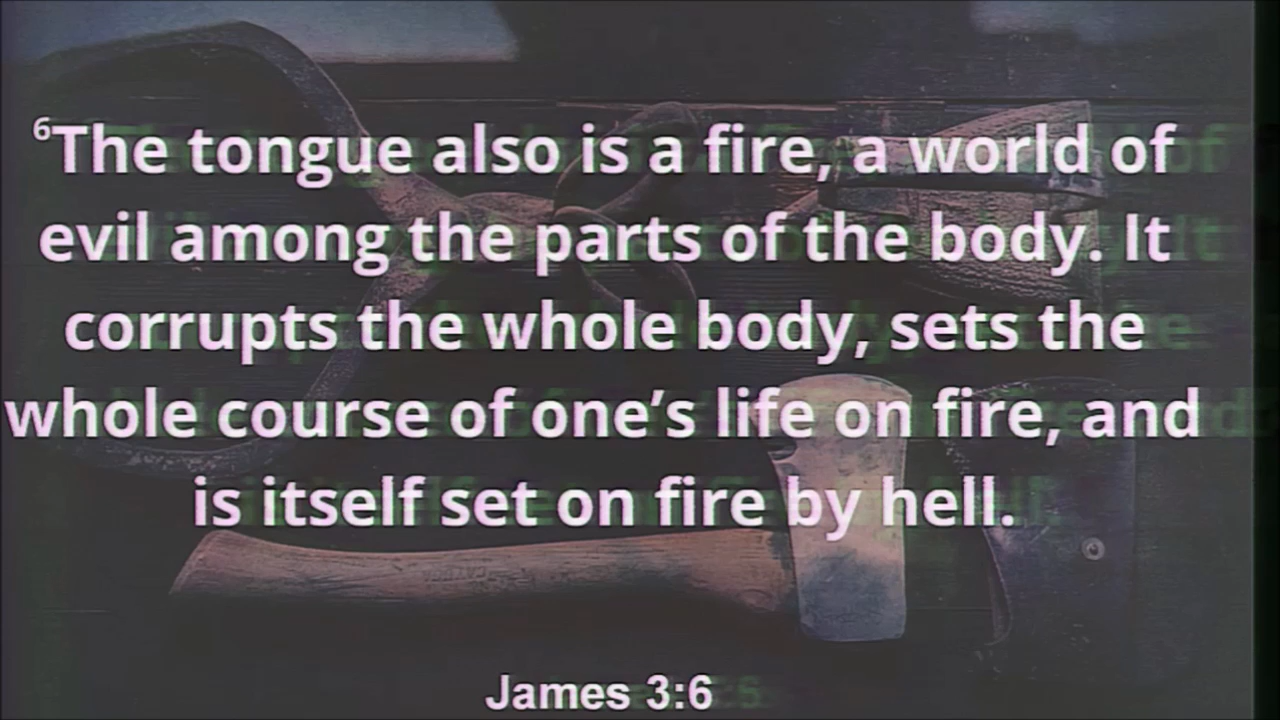 ⁶The tongue also is a fire, a world of
evil among the parts of the body. It
corrupts the whole body, sets the
whole course of one’s life on fire, and
is itself set on fire by hell.
James 3:6